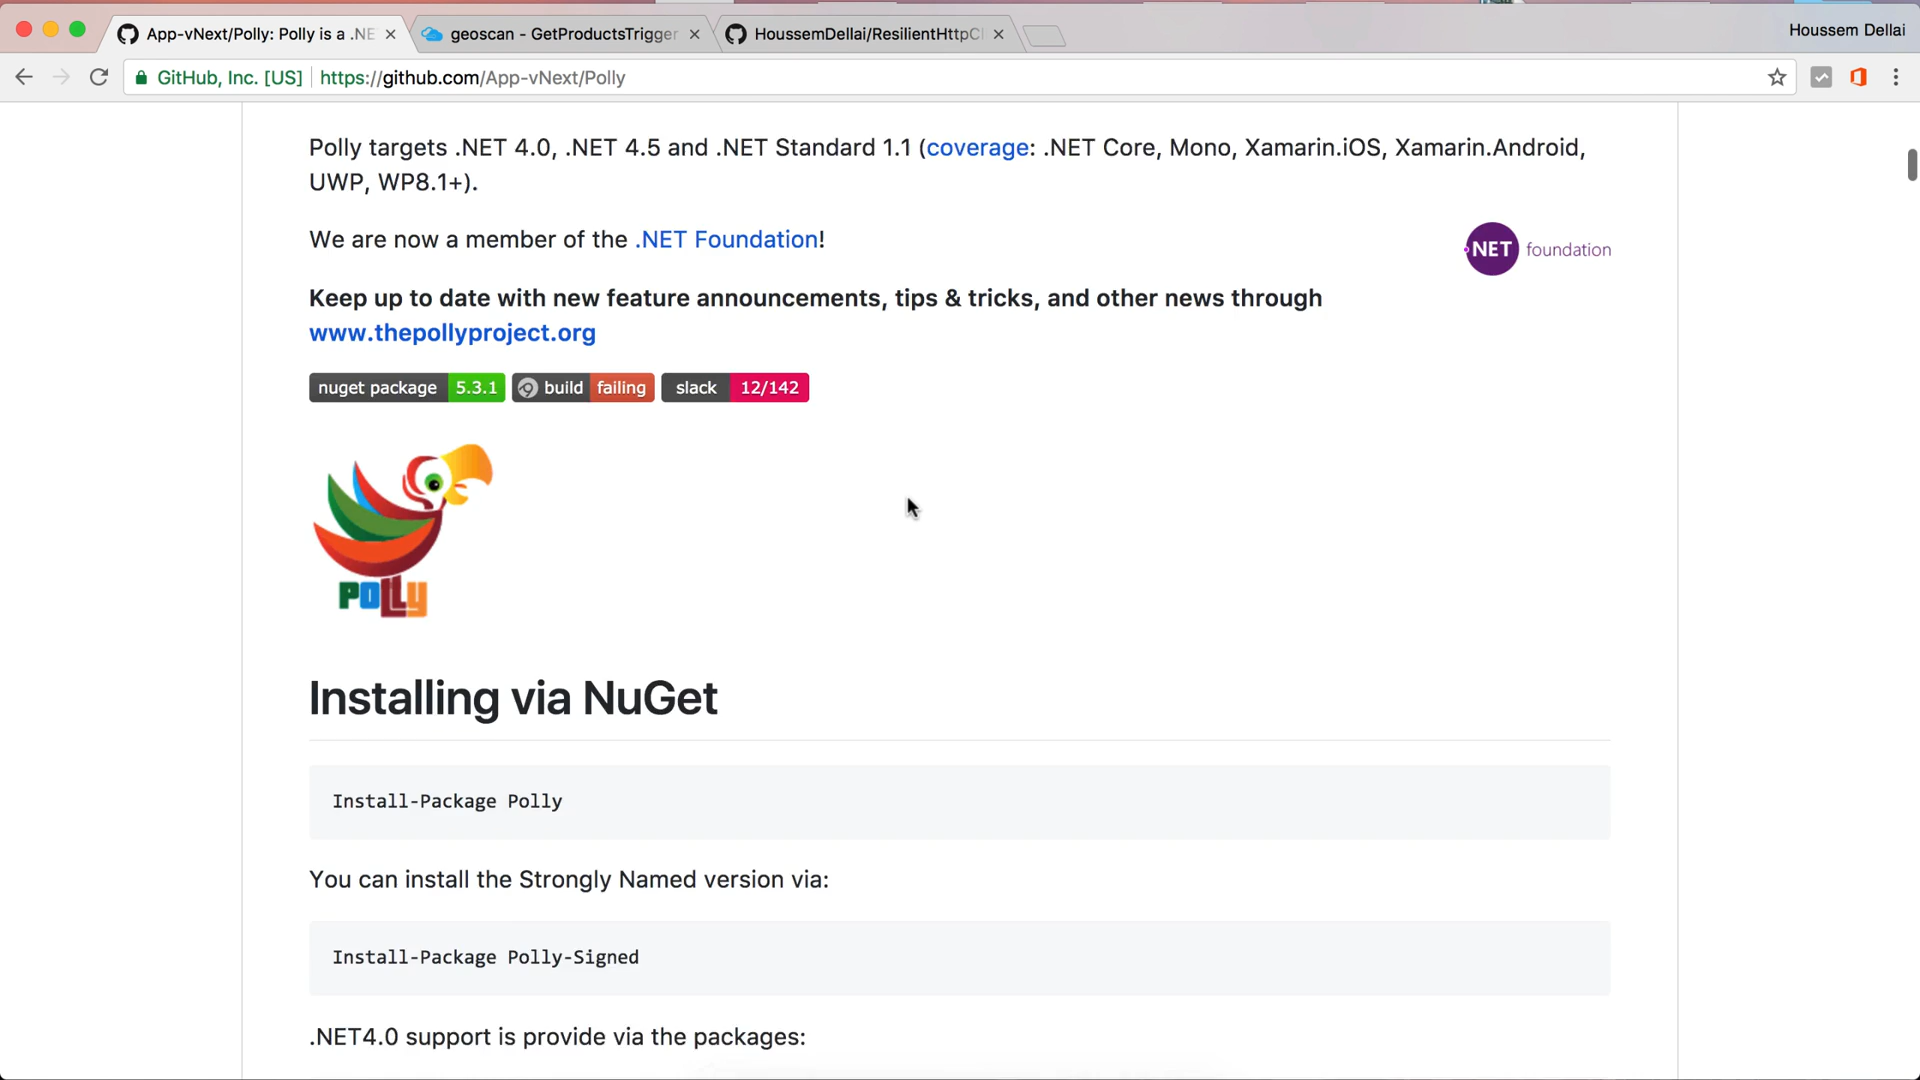 App-vNext/Polly: Polly is a .NE
geoscan - GetProductsTrigger
HoussemDellai/ResilientHttpCl
Houssem Dellai
GitHub, Inc. [US]
https://github.com/App-vNext/Polly
Polly targets .NET 4.0, .NET 4.5 and .NET Standard 1.1 (coverage: .NET Core, Mono, Xamarin.iOS, Xamarin.Android,
UWP, WP8.1+).
We are now a member of the .NET Foundation!
NET foundation
Keep up to date with new feature announcements, tips & tricks, and other news through
www.thepollyproject.org
nuget package 5.3.1 build failing slack 12/142
POLLY
Installing via NuGet
Install-Package Polly
You can install the Strongly Named version via:
Install-Package Polly-Signed
.NET4.0 support is provide via the packages: